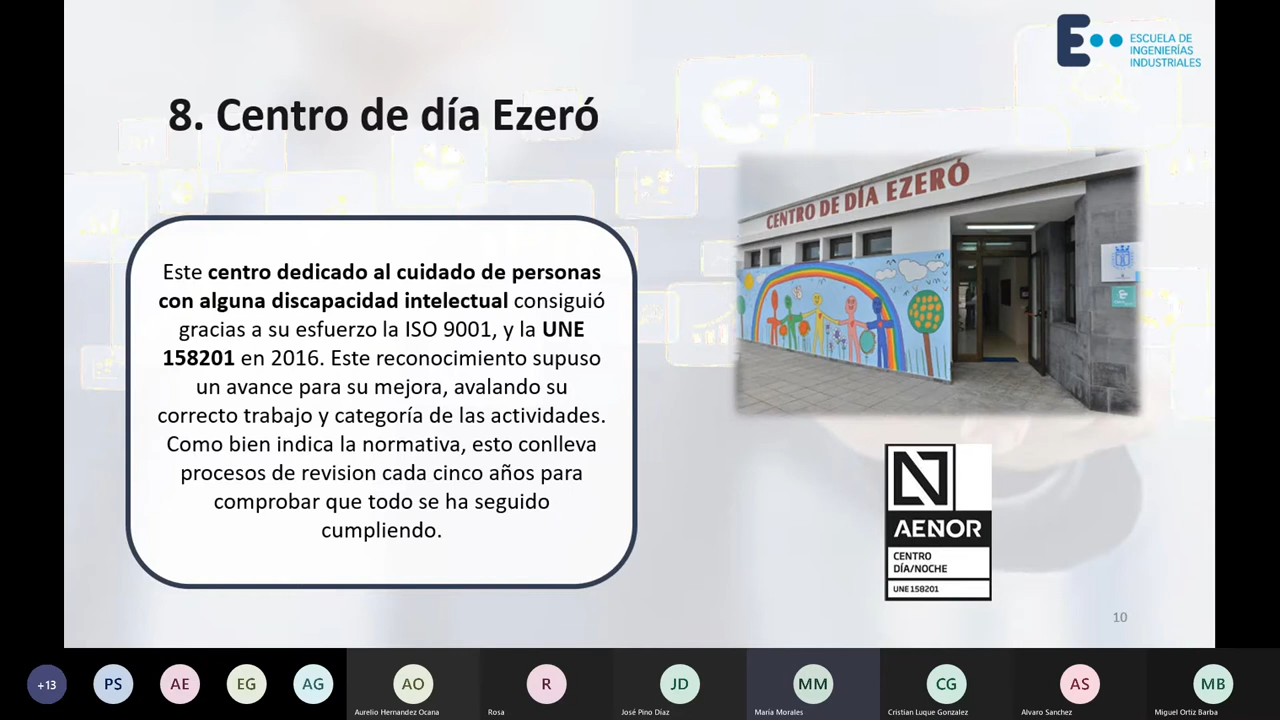 ESCUELA DE
INGENIERÍAS
INDUSTRIALES
8. Centro de día Ezeró
Este centro dedicado al cuidado de personas
con alguna discapacidad intelectual consiguió
gracias a su esfuerzo la ISO 9001, y la UNE
158201 en 2016. Este reconocimiento supuso
un avance para su mejora, avalando su
correcto trabajo y categoría de las actividades.
Como bien indica la normativa, esto conlleva
procesos de revision cada cinco años para
comprobar que todo se ha seguido
cumpliendo.
CENTRO DE DÍA EZERÓ
AENOR
CENTRO
DÍA/NOCHE
UNE 158201
10
+13
PS
AE
EG
AG
AO
R
JD
MM
CG
AS
MB
Aurelio Hernandez Ocana
Rosa
José Pino Díaz
María Morales
Cristian Luque Gonzalez
Alvaro Sanchez
Miguel Ortiz Barba